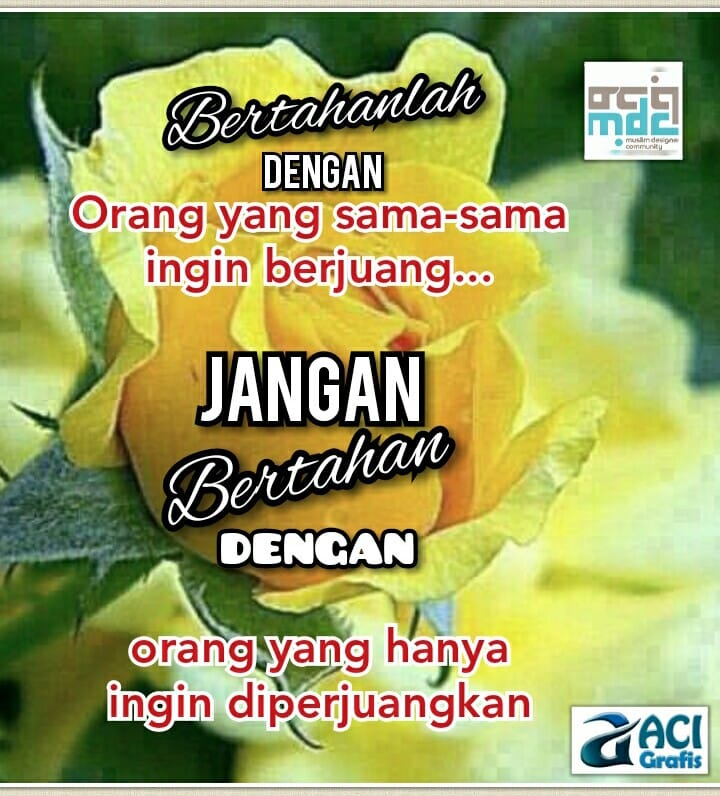 Bertahanlah
DENGAN
Orang yang sama-sama
ingin berjuang...
JANGAN
Bertahan
DENGAN
orang yang hanya
ingin diperjuangkan
mdc
muslim designer
community
ACI
Grafis